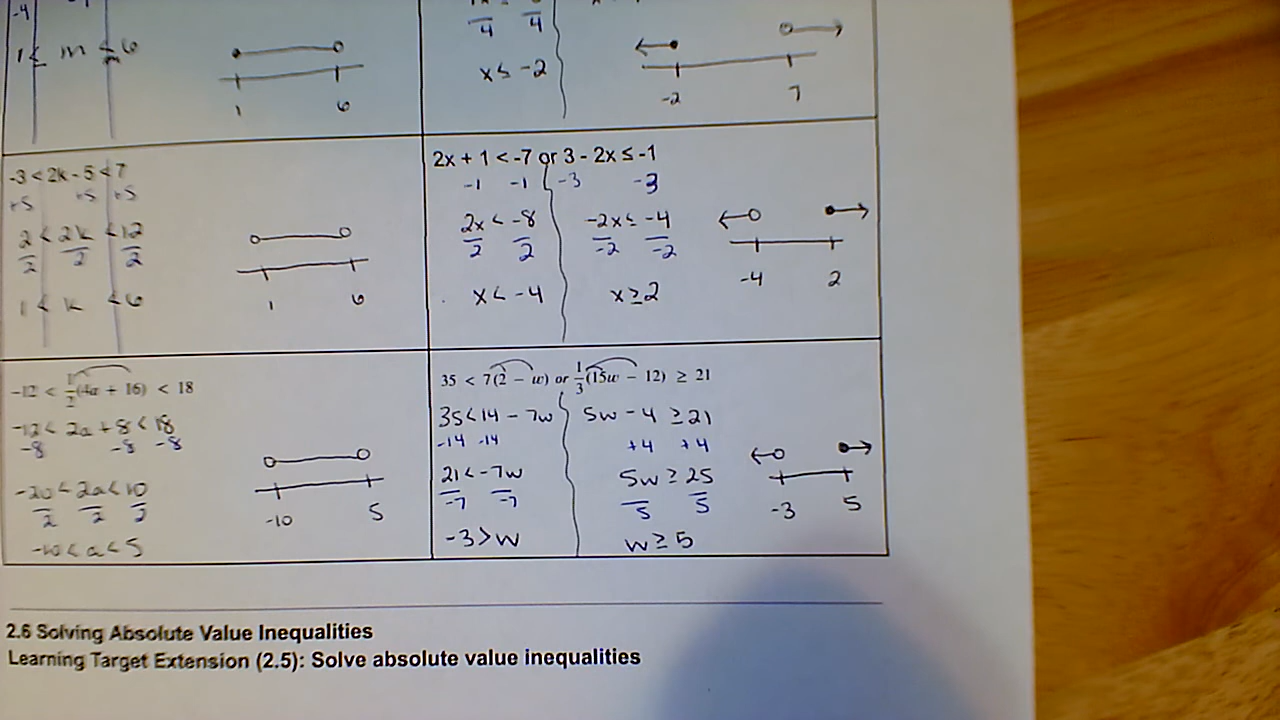 -4
4 4
1 < m < 6
x ≤ -2
1 6
-2 7
-3 < 2k - 5 < 7
+5 +5 +5
2 < 2k < 12
2 2 2
1 < k < 6
1 6
2x + 1 < -7 or 3 - 2x ≤ -1
-1 -1 -3 -3
2x < -8 -2x ≤ -4
2 2 -2 -2
x < -4 x ≥ 2
-4 2
-12 < 1/2(4a + 16) < 18
-12 < 2a + 8 < 18
-8 -8 -8
-20 < 2a < 10
2 2 2
-10 < a < 5
-10 5
35 < 7(2 - w) or 1/3(15w - 12) ≥ 21
35 < 14 - 7w 5w - 4 ≥ 21
-14 -14 +4 +4
21 < -7w 5w ≥ 25
-7 -7 5 5
-3 > w w ≥ 5
-3 5
2.6 Solving Absolute Value Inequalities
Learning Target Extension (2.5): Solve absolute value inequalities